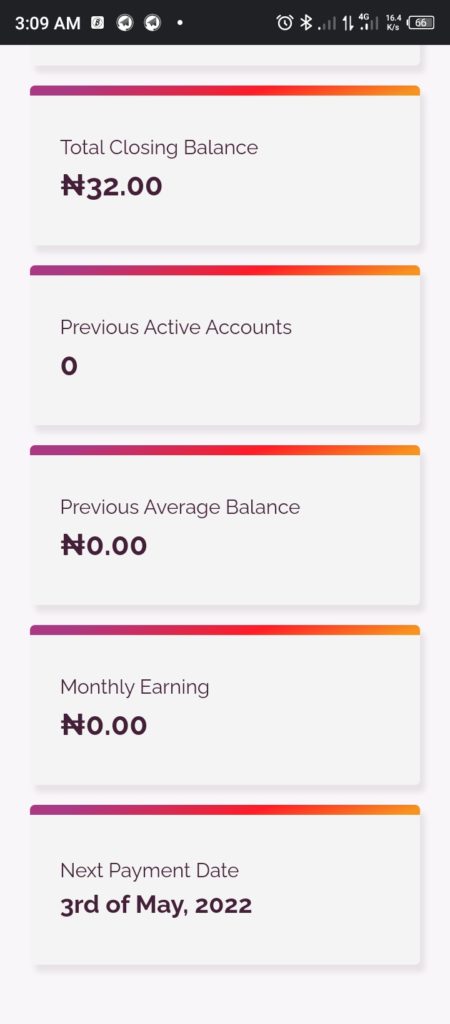 3:09 AM 4G 16.4 K/s 66
Total Closing Balance
₦32.00
Previous Active Accounts
0
Previous Average Balance
₦0.00
Monthly Earning
₦0.00
Next Payment Date
3rd of May, 2022